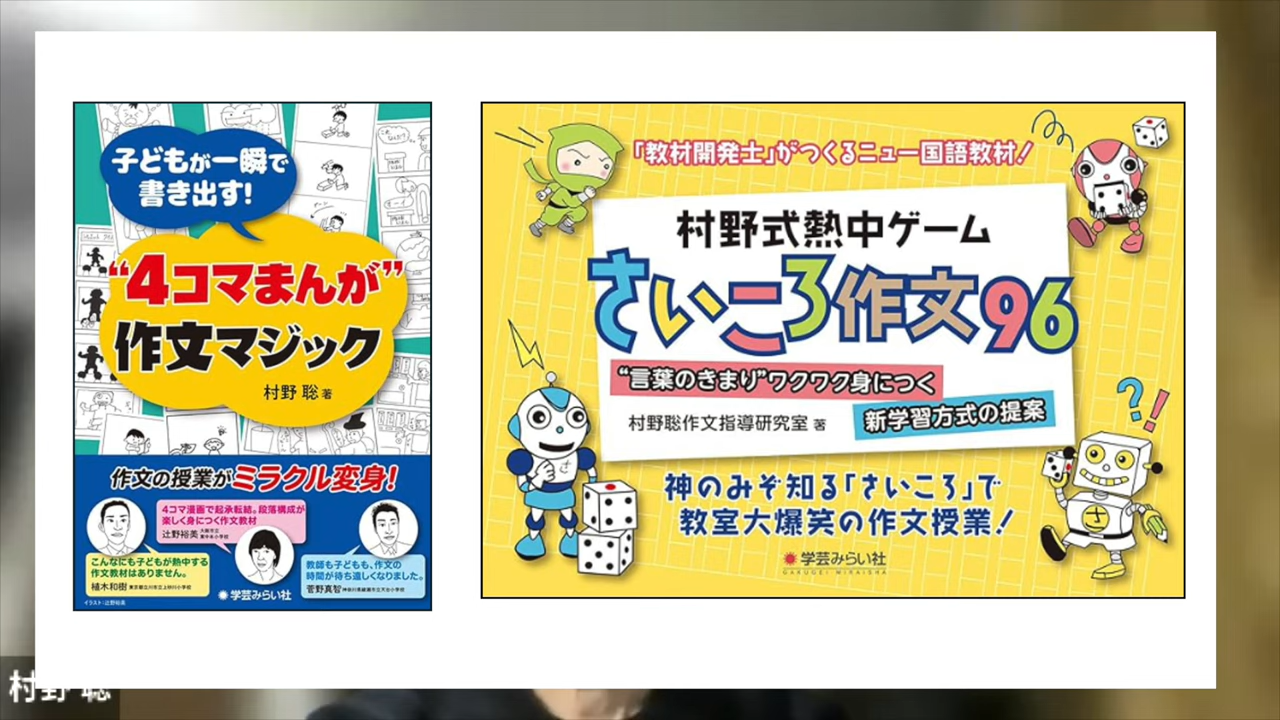 子どもが一瞬で
書き出す!
“4コマまんが”
作文マジック
村野 聡 著
作文の授業がミラクル変身!
4コマ漫画で起承転結。段落構成が
楽しく身につく作文教材
辻野裕美
こんなにも子どもが熱中する
作文教材はありません。
植木和樹
教師も子どもも、作文の
時間が待ち遠しくなりました。
菅野真智
学芸みらい社
イラスト:辻野裕美
「教材開発士」がつくるニュー国語教材!
村野式熱中ゲーム
さいころ作文96
“言葉のきまり”ワクワク身につく
新学習方式の提案
村野聡作文指導研究室 著
神のみぞ知る「さいころ」で
教室大爆笑の作文授業!
学芸みらい社
GAKUGEI MIRAISHA
村野 聡